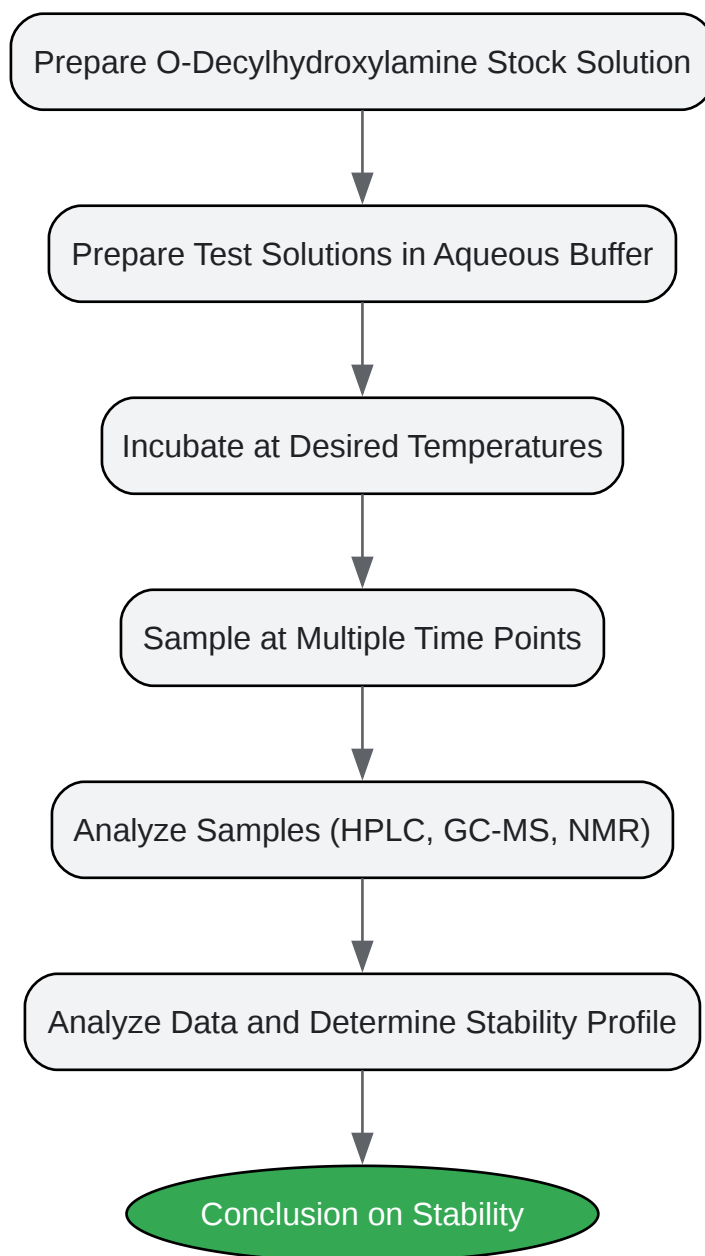 Prepare O-Decylhydroxylamine Stock Solution
Prepare Test Solutions in Aqueous Buffer
Incubate at Desired Temperatures
Sample at Multiple Time Points
Analyze Samples (HPLC, GC-MS, NMR)
Analyze Data and Determine Stability Profile
Conclusion on Stability